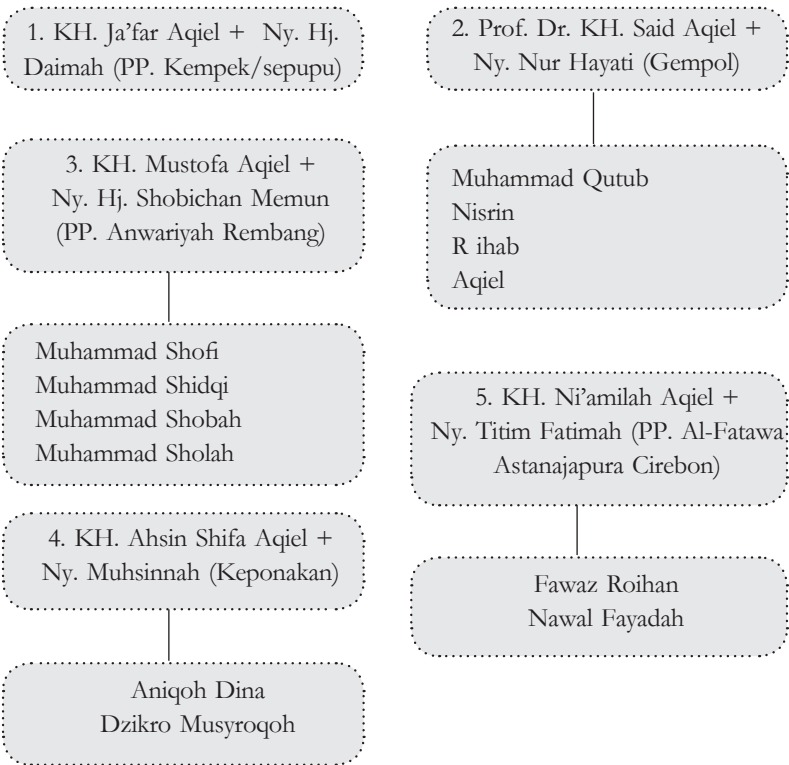 1. KH. Ja’far Aqiel + Ny. Hj.
Daimah (PP. Kempek/sepupu)
2. Prof. Dr. KH. Said Aqiel +
Ny. Nur Hayati (Gempol)
Muhammad Qutub
Nisrin
R ihab
Aqiel
3. KH. Mustofa Aqiel +
Ny. Hj. Shobichan Memun
(PP. Anwariyah Rembang)
Muhammad Shofi
Muhammad Shidqi
Muhammad Shobah
Muhammad Sholah
4. KH. Ahsin Shifa Aqiel +
Ny. Muhsinnah (Keponakan)
Aniqoh Dina
Dzikro Musyroqoh
5. KH. Ni’amilah Aqiel +
Ny. Titim Fatimah (PP. Al-Fatawa
Astanajapura Cirebon)
Fawaz Roihan
Nawal Fayadah